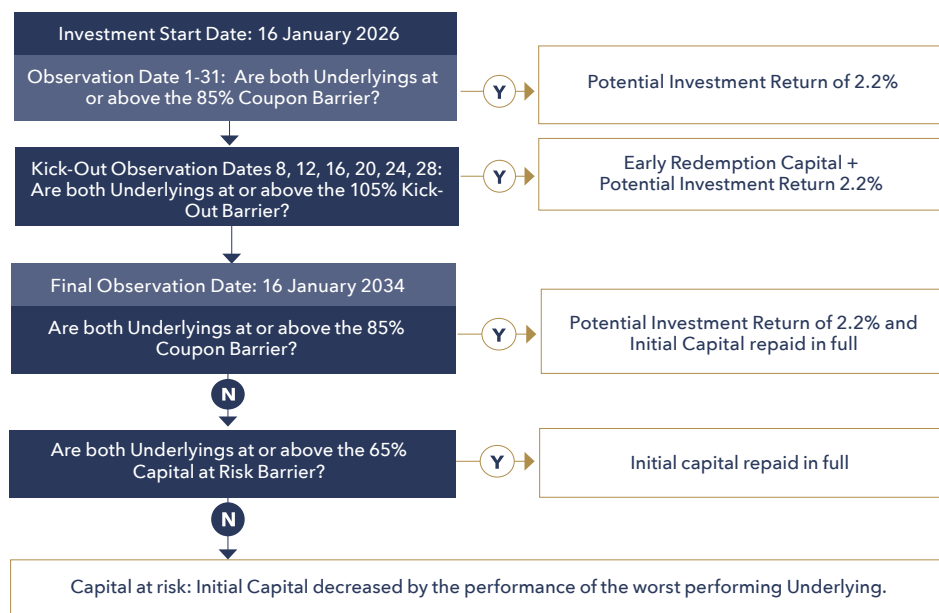 Investment Start Date: 16 January 2026
Observation Date 1-31: Are both Underlyings at
or above the 85% Coupon Barrier?
Y
Potential Investment Return of 2.2%
Kick-Out Observation Dates 8, 12, 16, 20, 24, 28:
Are both Underlyings at or above the 105% Kick-
Out Barrier?
Y
Early Redemption Capital +
Potential Investment Return 2.2%
Final Observation Date: 16 January 2034
Are both Underlyings at or above the 85%
Coupon Barrier?
Y
Potential Investment Return of 2.2% and
Initial Capital repaid in full
N
Are both Underlyings at or above the 65%
Capital at Risk Barrier?
Y
Initial capital repaid in full
N
Capital at risk: Initial Capital decreased by the performance of the worst performing Underlying.